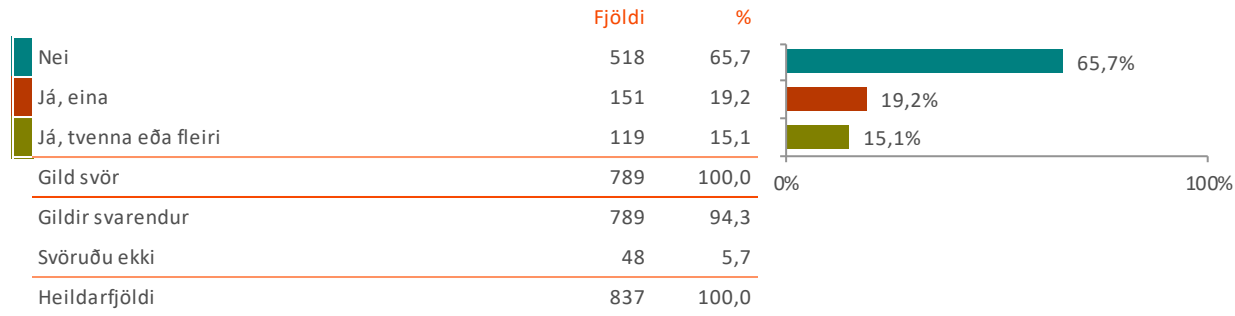 Fjöldi %
Nei 518 65,7
Já, eina 151 19,2
Já, tvenna eða fleiri 119 15,1
Gild svör 789 100,0
Gildir svarendur 789 94,3
Svöruðu ekki 48 5,7
Heildarfjöldi 837 100,0
65,7%
19,2%
15,1%
0% 100%